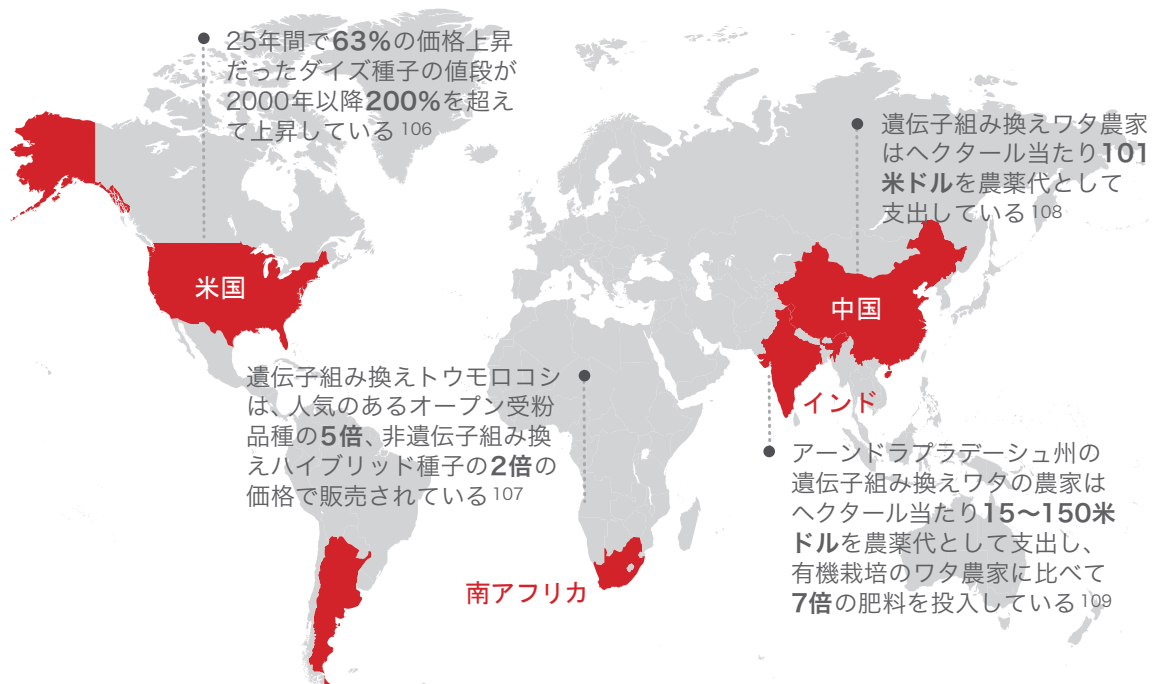 25年間で63%の価格上昇
だったダイズ種子の値段が
2000年以降200%を超え
て上昇している 106
遺伝子組み換えワタ農家
はヘクタール当たり101
米ドルを農薬代として
支出している 108
米国
中国
遺伝子組み換えトウモロコシ
は、人気のあるオープン受粉
品種の5倍、非遺伝子組み換
えハイブリッド種子の2倍の
価格で販売されている 107
インド
アーンドラプラデーシュ州の
遺伝子組み換えワタの農家は
ヘクタール当たり15〜150米
ドルを農薬代として支出し、
有機栽培のワタ農家に比べて
7倍の肥料を投入している 109
南アフリカ